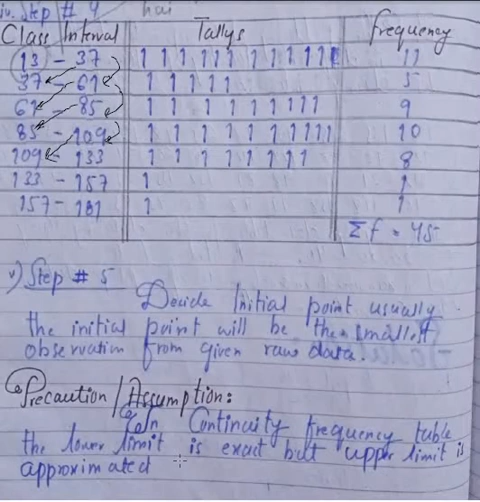 iv. Step # 4 hai
Class Interval Tallys frequency
13 - 37 1 1 1 1 1 1 1 1 1 1 1 1 11
37 - 61 1 1 1 1 1 5
61 - 85 1 1 1 1 1 1 1 1 1 9
85 - 109 1 1 1 1 1 1 1 1 1 1 10
109 - 133 1 1 1 1 1 1 1 1 8
133 - 157 1 1
157 - 181 1 1
Σf = 45
v) Step # 5
Decide Initial point usually
the initial point will be the smallest
observation from given raw data.
Precaution / Assumption:
In Continuity frequency table
the lower limit is exact but upper limit is
approximated